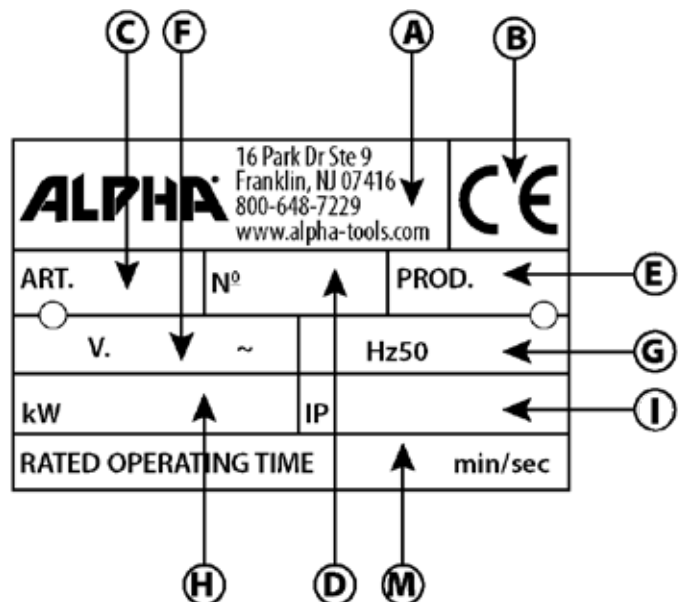 C F A B
ALPHA
16 Park Dr Ste 9
Franklin, NJ 07416
800-648-7229
www.alpha-tools.com
CE
ART. Nº PROD. E
V. ~ Hz50 G
kW IP I
RATED OPERATING TIME min/sec
H D M